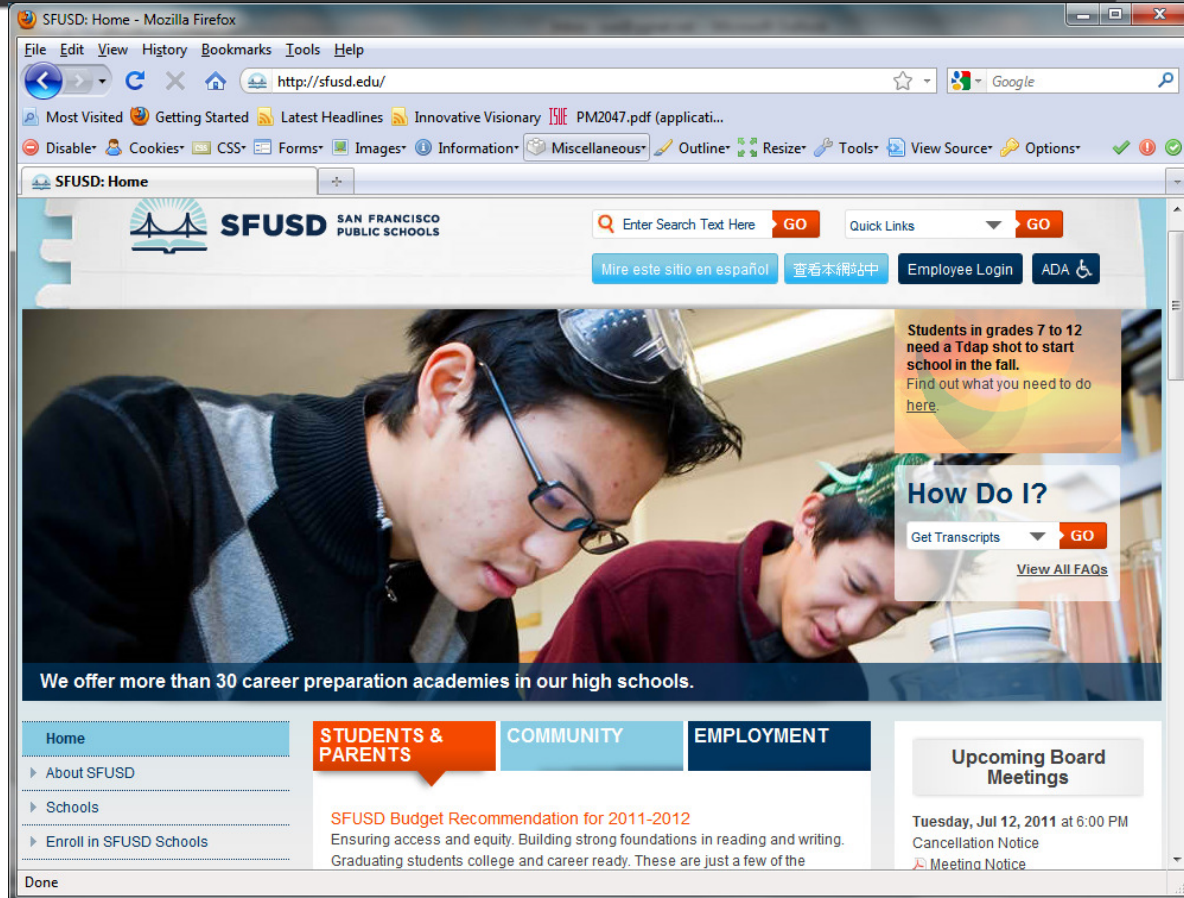 SFUSD: Home - Mozilla Firefox
File Edit View History Bookmarks Tools Help
http://sfusd.edu/
Google
Most Visited Getting Started Latest Headlines Innovative Visionary PM2047.pdf (applicati...
Disable Cookies CSS Forms Images Information Miscellaneous Outline Resize Tools View Source Options
SFUSD: Home
SFUSD SAN FRANCISCO
PUBLIC SCHOOLS
Enter Search Text Here GO Quick Links GO
Mire este sitio en español 查看本網站中 Employee Login ADA
Students in grades 7 to 12
need a Tdap shot to start
school in the fall.
Find out what you need to do
here.
How Do I?
Get Transcripts GO
View All FAQs
We offer more than 30 career preparation academies in our high schools.
Home
About SFUSD
Schools
Enroll in SFUSD Schools
STUDENTS &
PARENTS
COMMUNITY
EMPLOYMENT
SFUSD Budget Recommendation for 2011-2012
Ensuring access and equity. Building strong foundations in reading and writing.
Graduating students college and career ready. These are just a few of the
Upcoming Board
Meetings
Tuesday, Jul 12, 2011 at 6:00 PM
Cancellation Notice
Meeting Notice
Done